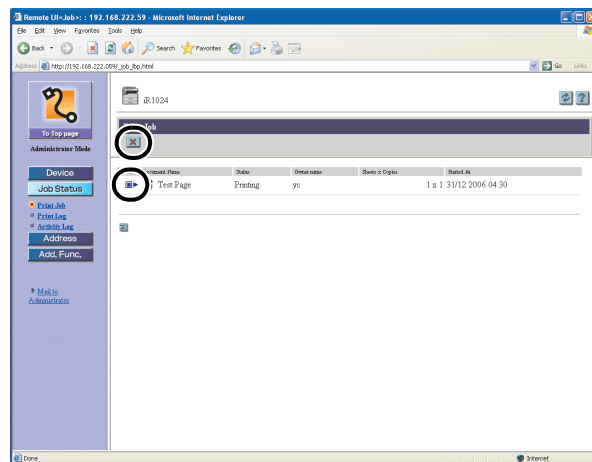 Remote UI<Job>: : 192.168.222.59 - Microsoft Internet Explorer
File Edit View Favorites Tools Help
Back Search Favorites
Address http://192.168.222.059/_job_lbp.html Go Links
iR1024
To Top page
Administrator Mode
Job
Device
Job Status
Print Job
Print Log
Activity Log
Address
Add. Func.
Mail to
Administrator
Document Name Status Owner name Sheets x Copies Started At
Test Page Printing yc 1 x 1 31/12 2006 04:30
Done Internet